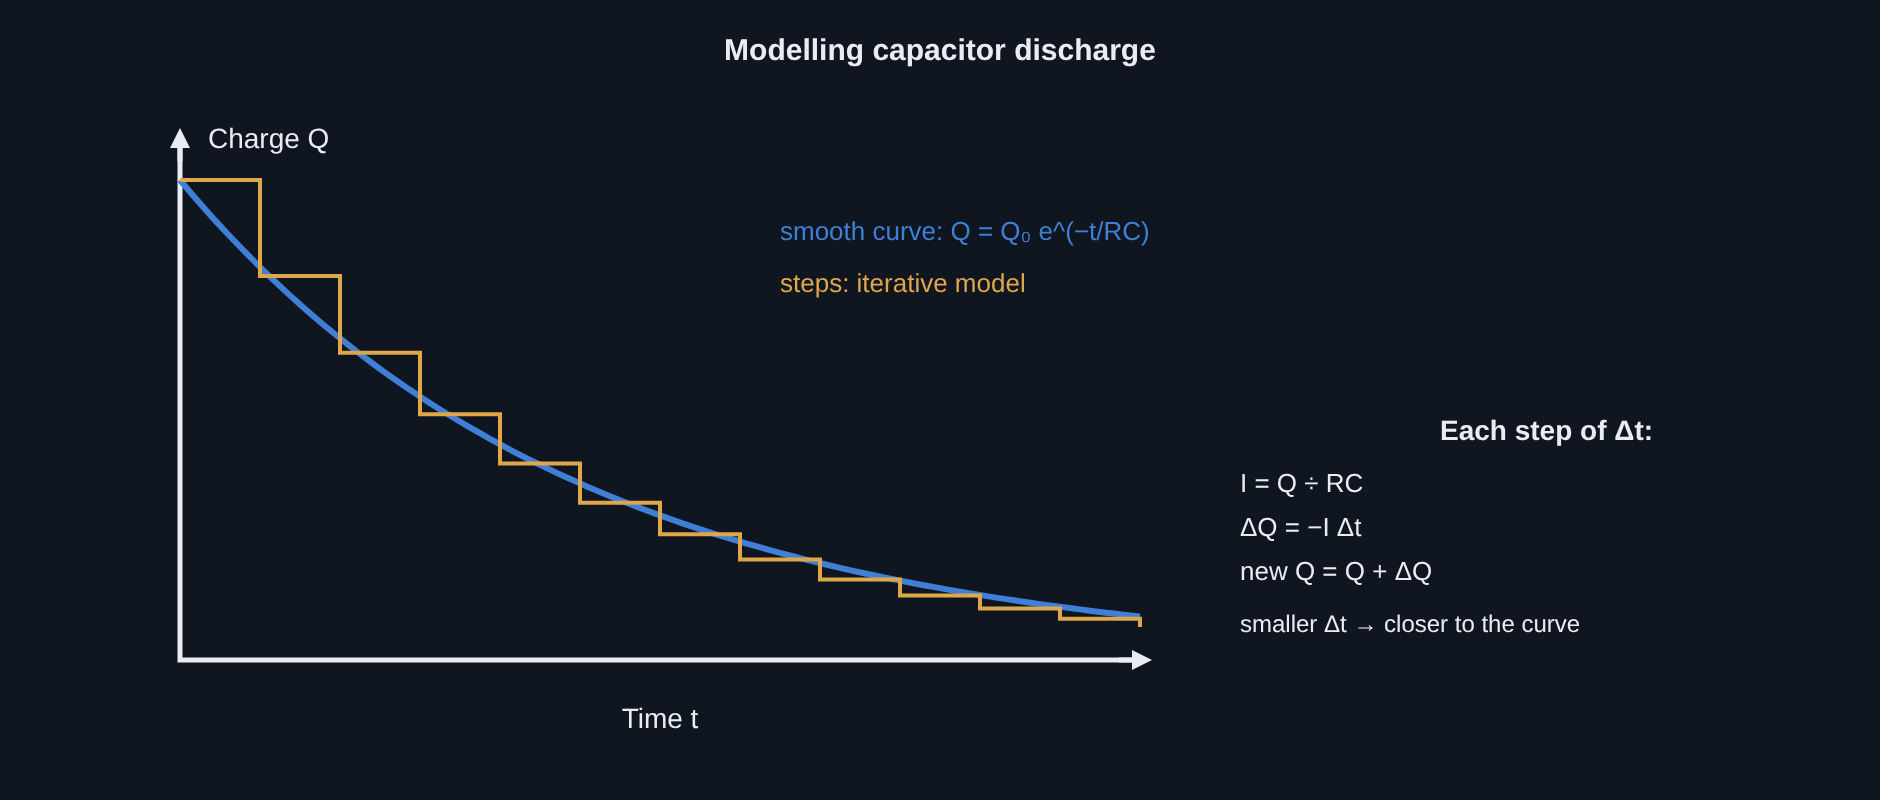 Modelling capacitor discharge
Charge Q
smooth curve: Q = Q₀ e^(−t/RC)
steps: iterative model
Each step of Δt:
I = Q ÷ RC
ΔQ = −I Δt
new Q = Q + ΔQ
smaller Δt → closer to the curve
Time t